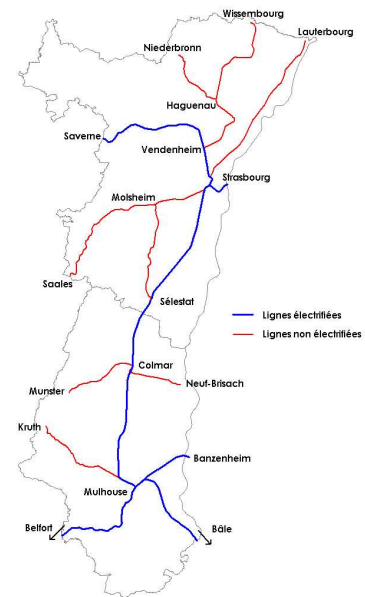 Wissembourg
Lauterbourg
Niederbronn
Haguenau
Saverne
Vendenheim
Strasbourg
Molsheim
Saales
Sélestat
Lignes électrifiées
Lignes non électrifiées
Colmar
Neuf-Brisach
Munster
Kruth
Banzenheim
Mulhouse
Belfort
Bâle